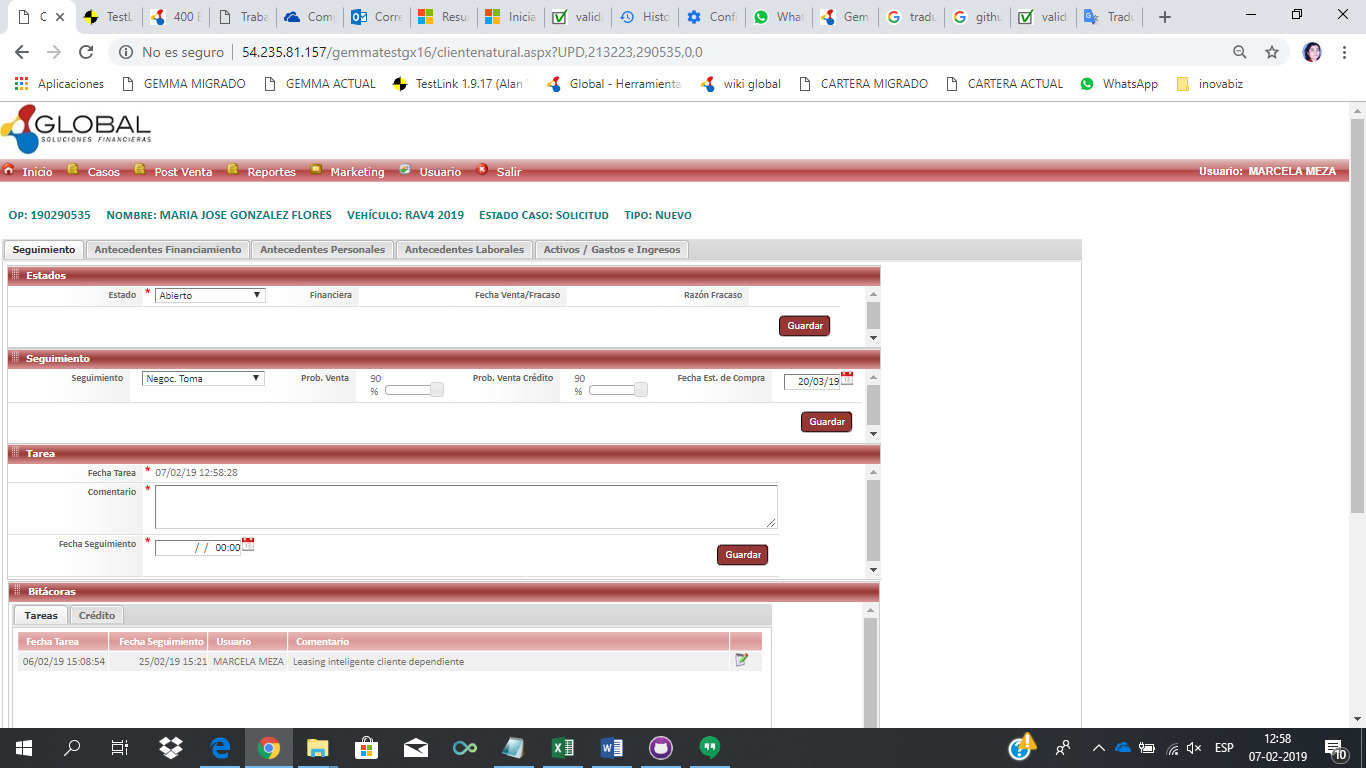 C
TestL
400 E
Traba
Com
Corre
Resu
Inicia
valid
Histo
Confi
What
Gem
tradu
githu
valid
Tradu
No es seguro | 54.235.81.157/gemmatestgx16/clientenatural.aspx?UPD,213223,290535,0,0
Aplicaciones GEMMA MIGRADO GEMMA ACTUAL TestLink 1.9.17 (Alan Global - Herramienta wiki global CARTERA MIGRADO CARTERA ACTUAL WhatsApp inovabiz
GLOBAL
SOLUCIONES FINANCIERAS
Inicio Casos Post Venta Reportes Marketing Usuario Salir Usuario: MARCELA MEZA
Op: 190290535 Nombre: MARIA JOSE GONZALEZ FLORES Vehículo: RAV4 2019 Estado Caso: Solicitud Tipo: Nuevo
Seguimiento Antecedentes Financiamiento Antecedentes Personales Antecedentes Laborales Activos / Gastos e Ingresos
Estados
Estado * Abierto Financiera Fecha Venta/Fracaso Razón Fracaso
Guardar
Seguimiento
Seguimiento Negoc. Toma Prob. Venta 90 % Prob. Venta Crédito 90 % Fecha Est. de Compra 20/03/19
Guardar
Tarea
Fecha Tarea * 07/02/19 12:58:28
Comentario *
Fecha Seguimiento * / / 00:00
Guardar
Bitácoras
Tareas Crédito
Fecha Tarea Fecha Seguimiento Usuario Comentario
06/02/19 15:08:54 25/02/19 15:21 MARCELA MEZA Leasing inteligente cliente dependiente
ESP
12:58
07-02-2019
10